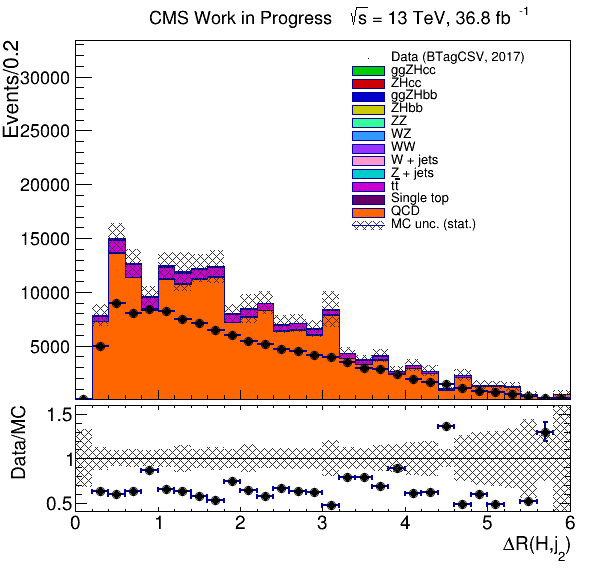 CMS Work in Progress √s = 13 TeV, 36.8 fb⁻¹
Events/0.2
30000
25000
20000
15000
10000
5000
Data (BTagCSV, 2017)
ggZHcc
ZHcc
ggZHbb
ZHbb
ZZ
WZ
WW
W + jets
Z + jets
tt̅
Single top
QCD
MC unc. (stat.)
Data/MC
1.5
1
0.5
0 1 2 3 4 5 6
ΔR(H,j₂)